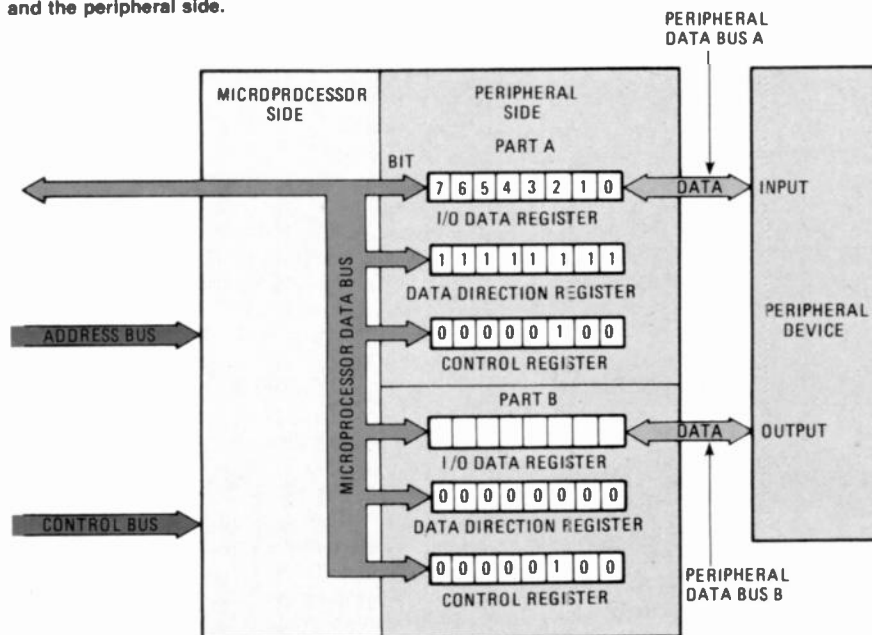 and the peripheral side.
PERIPHERAL
DATA BUS A
MICROPROCESSOR
SIDE
PERIPHERAL
SIDE
PART A
BIT
7 6 5 4 3 2 1 0
DATA
INPUT
I/O DATA REGISTER
1 1 1 1 1 1 1 1
DATA DIRECTION REGISTER
ADDRESS BUS
0 0 0 0 0 1 0 0
CONTROL REGISTER
PERIPHERAL
DEVICE
MICROPROCESSOR DATA BUS
PART B
DATA
OUTPUT
I/O DATA REGISTER
0 0 0 0 0 0 0 0
DATA DIRECTION REGISTER
CONTROL BUS
0 0 0 0 0 1 0 0
CONTROL REGISTER
PERIPHERAL
DATA BUS B